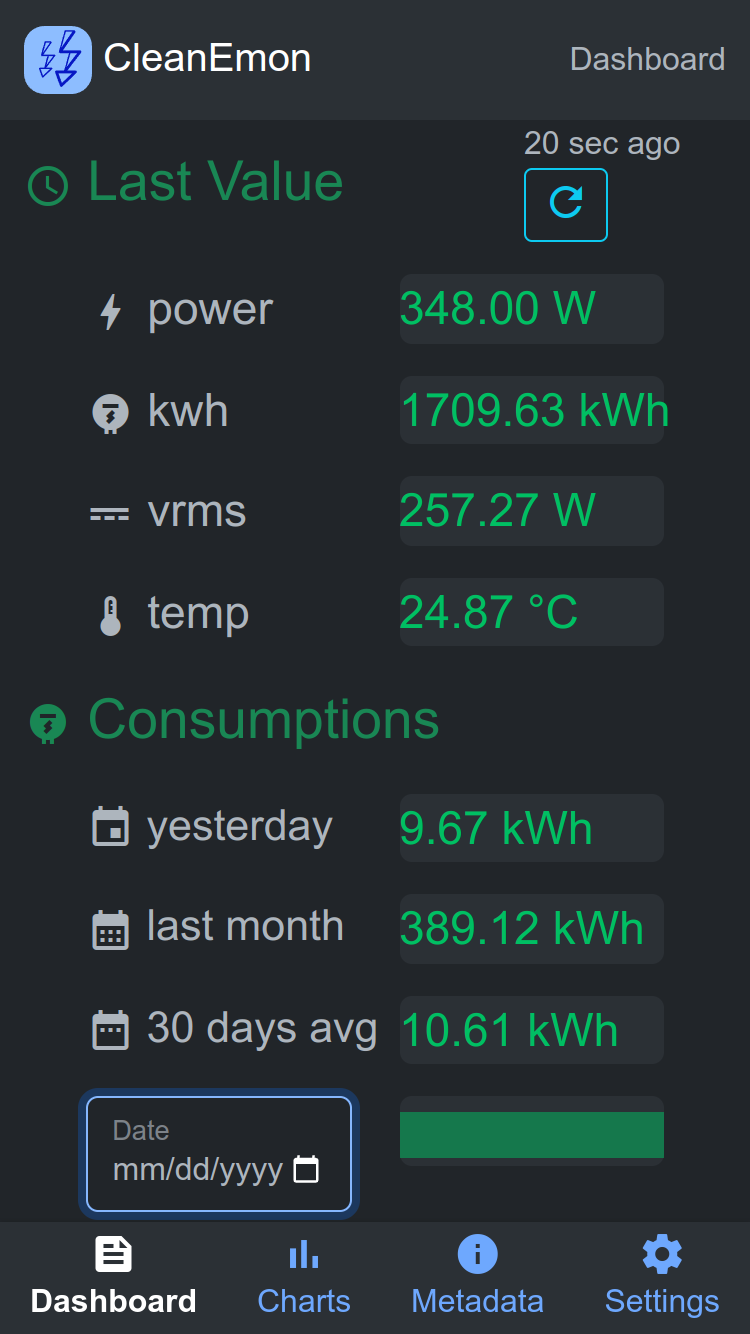 CleanEmon
Dashboard
Last Value
20 sec ago
power 348.00 W
kwh 1709.63 kWh
vrms 257.27 W
temp 24.87 °C
Consumptions
yesterday 9.67 kWh
last month 389.12 kWh
30 days avg 10.61 kWh
Date
mm/dd/yyyy
Dashboard Charts Metadata Settings